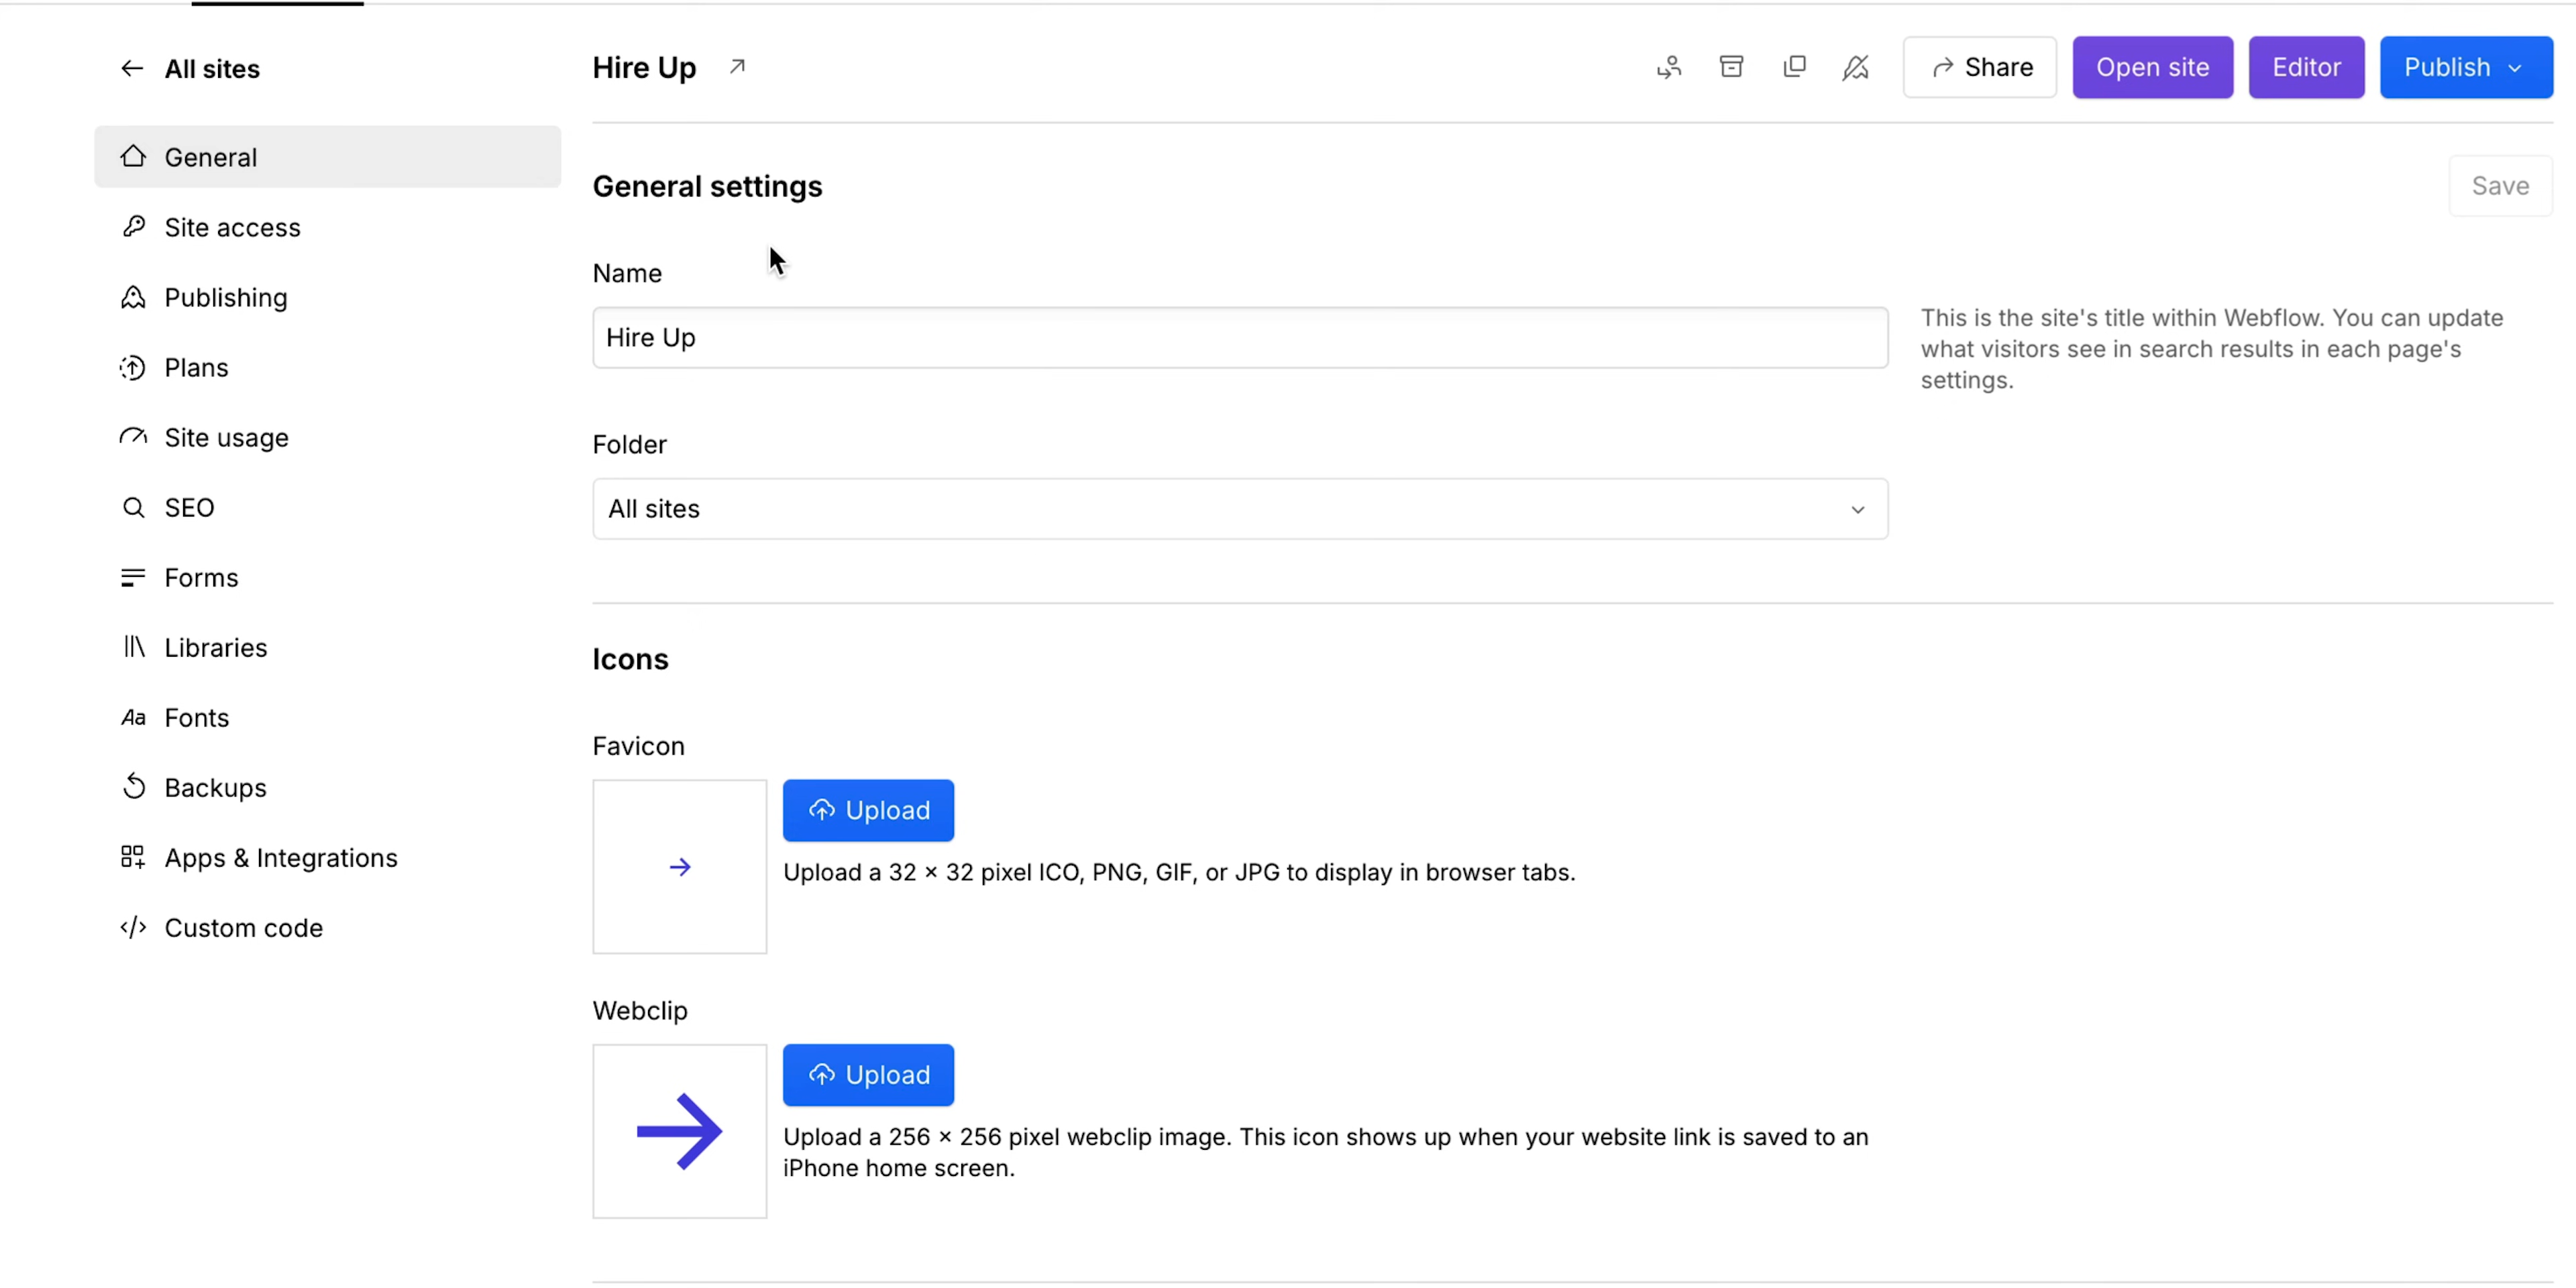 All sites
General
Site access
Publishing
Plans
Site usage
SEO
Forms
Libraries
Aa Fonts
Backups
Apps & Integrations
</> Custom code
Hire Up
Share
Open site
Editor
Publish
General settings
Save
Name
Hire Up
This is the site's title within Webflow. You can update
what visitors see in search results in each page's
settings.
Folder
All sites
Icons
Favicon
Upload
Upload a 32 × 32 pixel ICO, PNG, GIF, or JPG to display in browser tabs.
Webclip
Upload
Upload a 256 × 256 pixel webclip image. This icon shows up when your website link is saved to an
iPhone home screen.